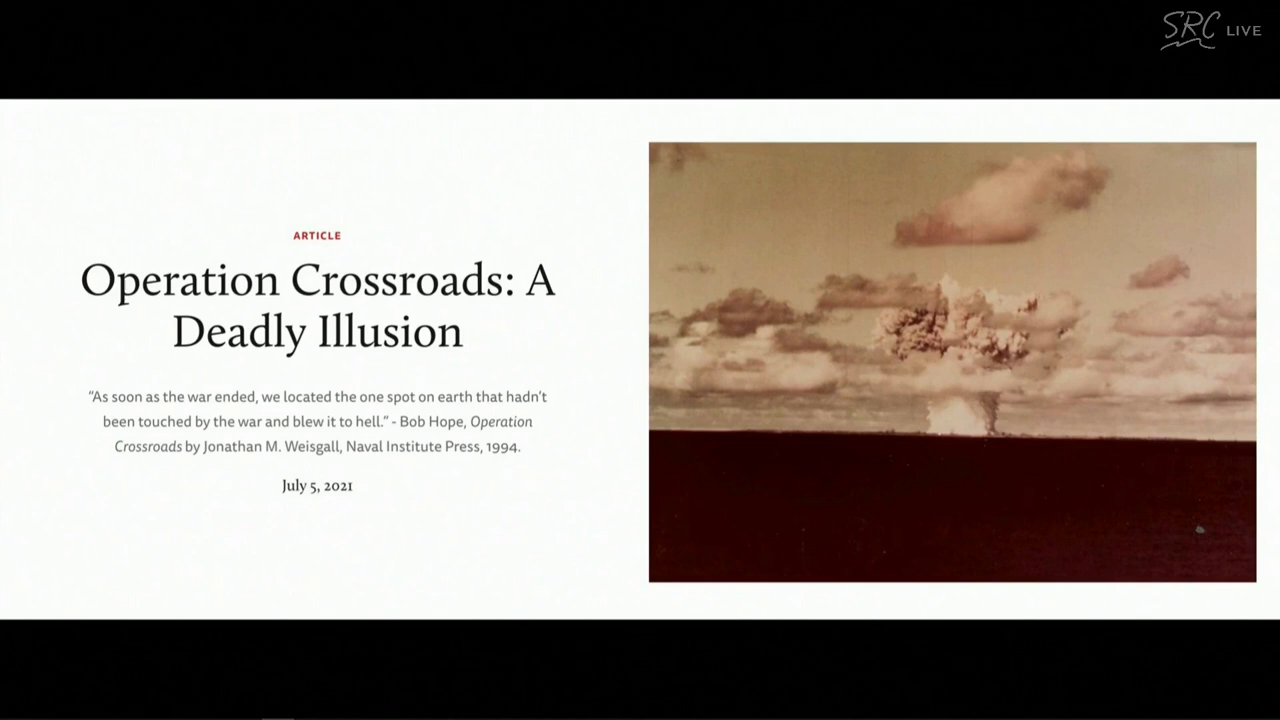 SRC LIVE
ARTICLE
Operation Crossroads: A
Deadly Illusion
“As soon as the war ended, we located the one spot on earth that hadn’t
been touched by the war and blew it to hell.” - Bob Hope, Operation
Crossroads by Jonathan M. Weisgall, Naval Institute Press, 1994.
July 5, 2021